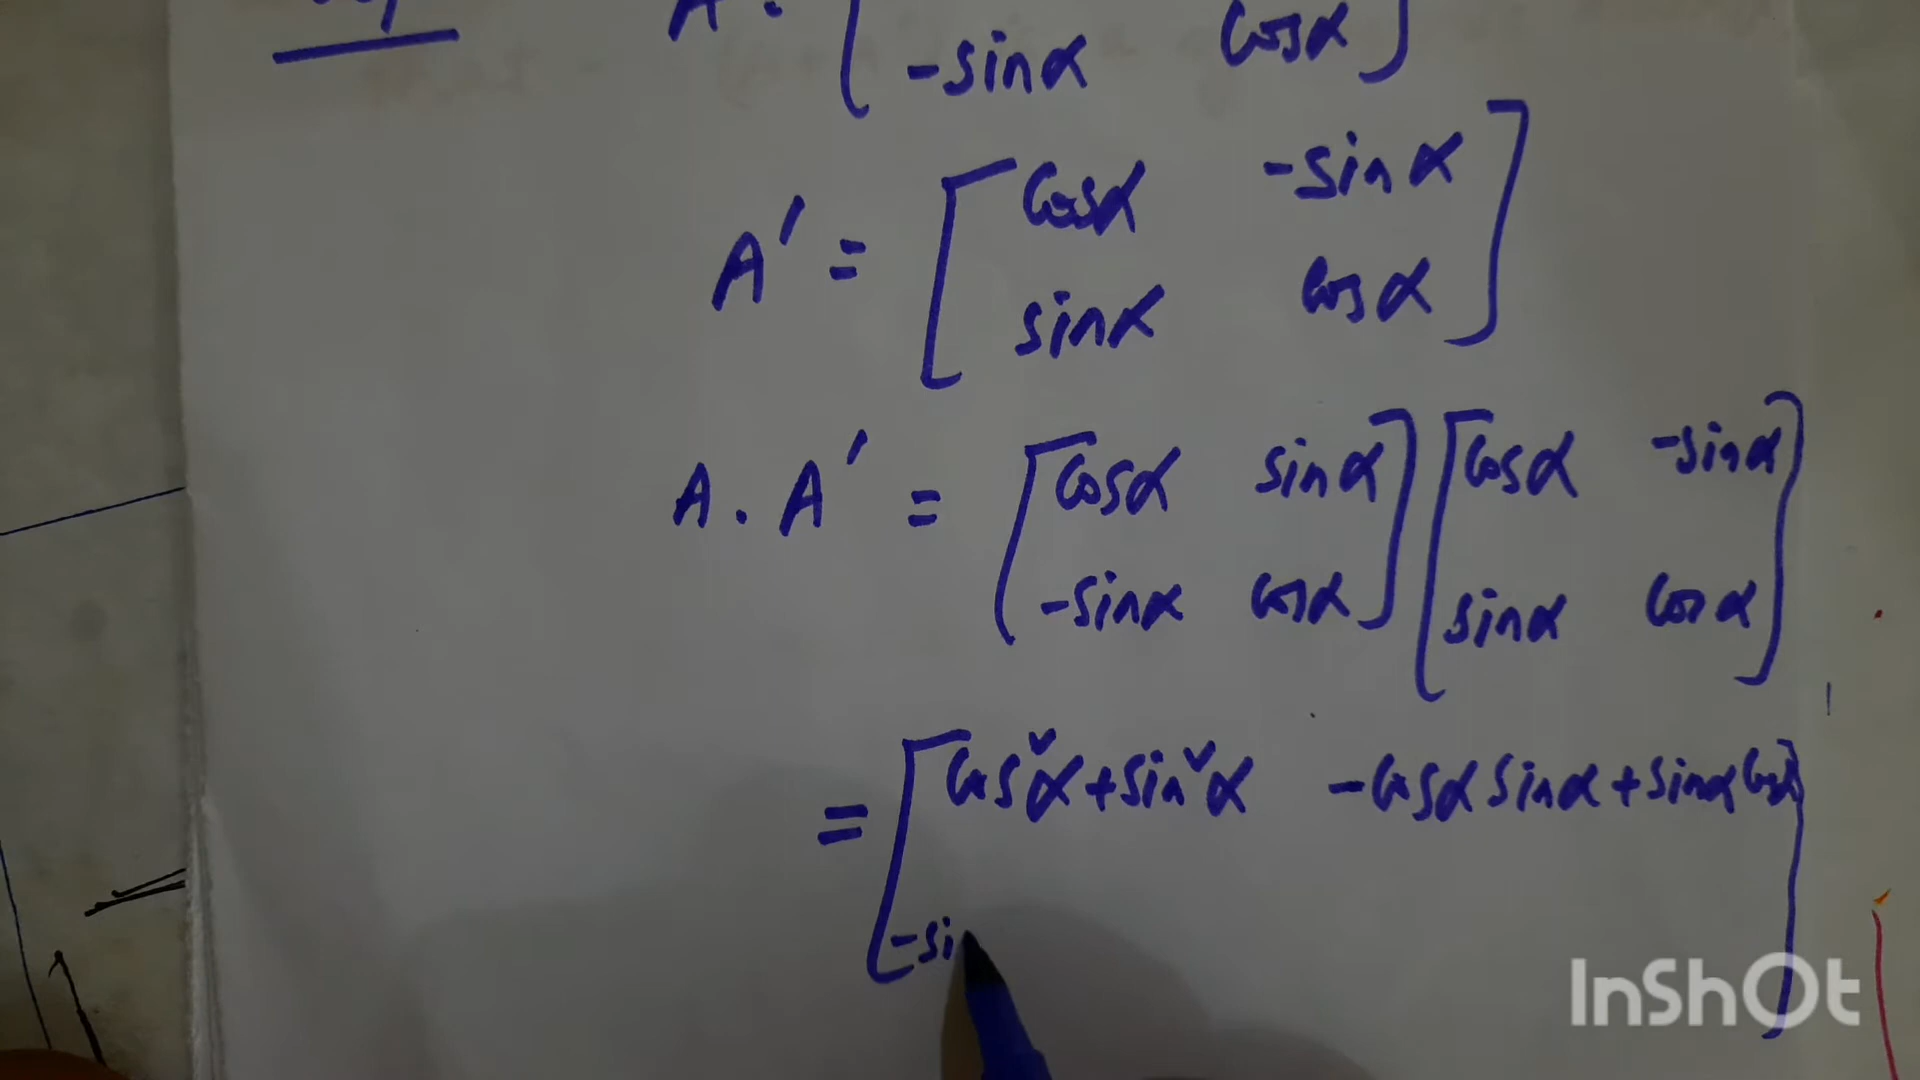 A
-sinα cosα
A' = [cosα -sinα
sinα cosα]
A . A' = [cosα sinα] [cosα -sinα]
-sinα cosα sinα cosα
= [cos²α+sin²α -cosα sinα+sinα cosα]
-si
InShOt